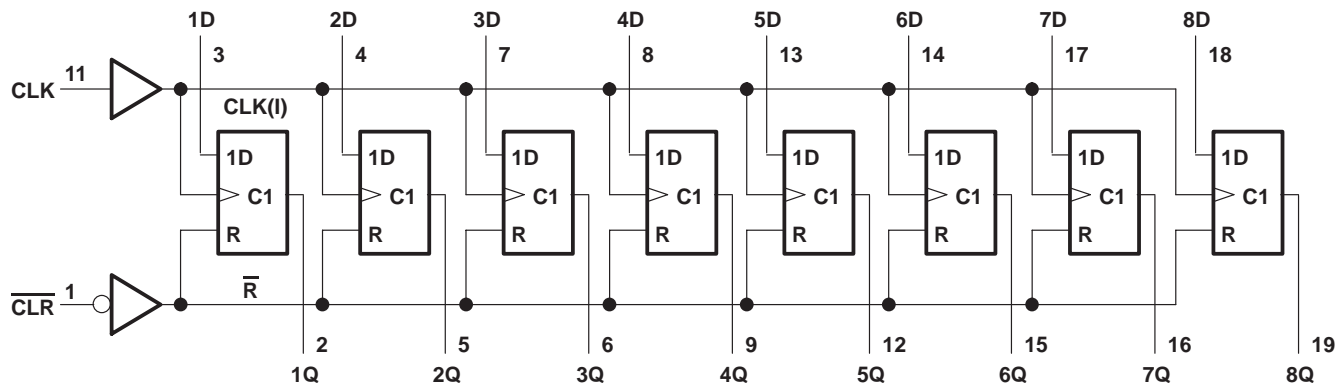 1D 2D 3D 4D 5D 6D 7D 8D
3 4 7 8 13 14 17 18
CLK 11
CLK(I)
1D 1D 1D 1D 1D 1D 1D 1D
C1 C1 C1 C1 C1 C1 C1 C1
R R R R R R R R
C̅L̅R̅ 1
R̅
2 5 6 9 12 15 16 19
1Q 2Q 3Q 4Q 5Q 6Q 7Q 8Q